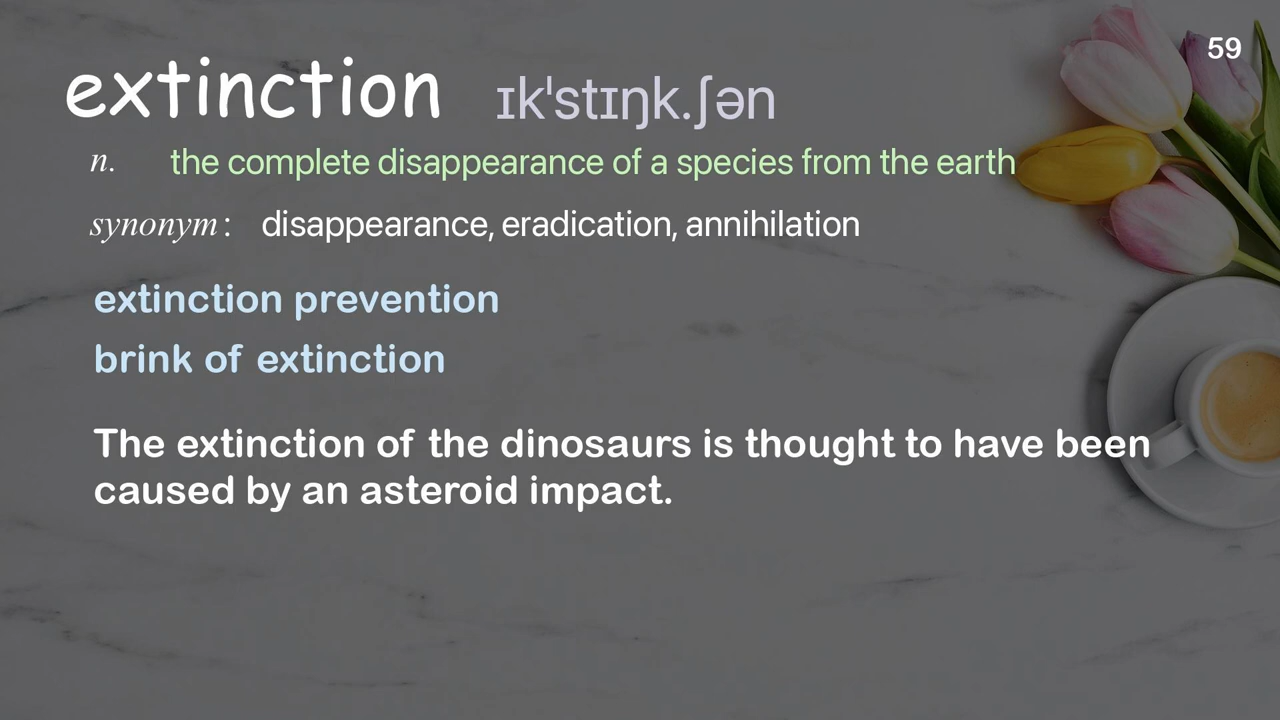 59
extinction ɪkˈstɪŋk.ʃən
n. the complete disappearance of a species from the earth
synonym: disappearance, eradication, annihilation
extinction prevention
brink of extinction
The extinction of the dinosaurs is thought to have been
caused by an asteroid impact.